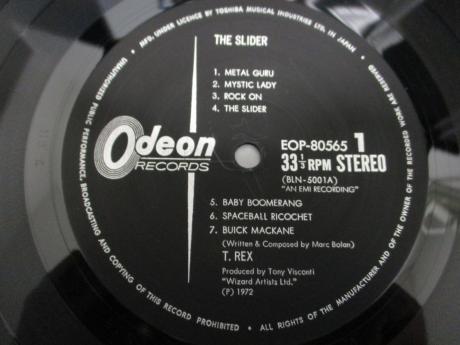 MFD. UNDER LICENCE BY TOSHIBA MUSICAL INDUSTRIES LTD. IN JAPAN
THE SLIDER
1. METAL GURU
2. MYSTIC LADY
3. ROCK ON
4. THE SLIDER
Odeon
RECORDS
EOP-80565 1
33 1/3 RPM STEREO
(BLN-5001A)
"AN EMI RECORDING"
5. BABY BOOMERANG
6. SPACEBALL RICOCHET
7. BUICK MACKANE
(Written & Composed by Marc Bolan)
T. REX
Produced by Tony Visconti
"Wizard Artists Ltd."
(P) 1972
ALL RIGHTS OF THE MANUFACTURER AND OF THE OWNER OF THE RECORDED WORK ARE RESERVED
UNAUTHORIZED PUBLIC PERFORMANCE, BROADCASTING AND COPYING OF THIS RECORD PROHIBITED